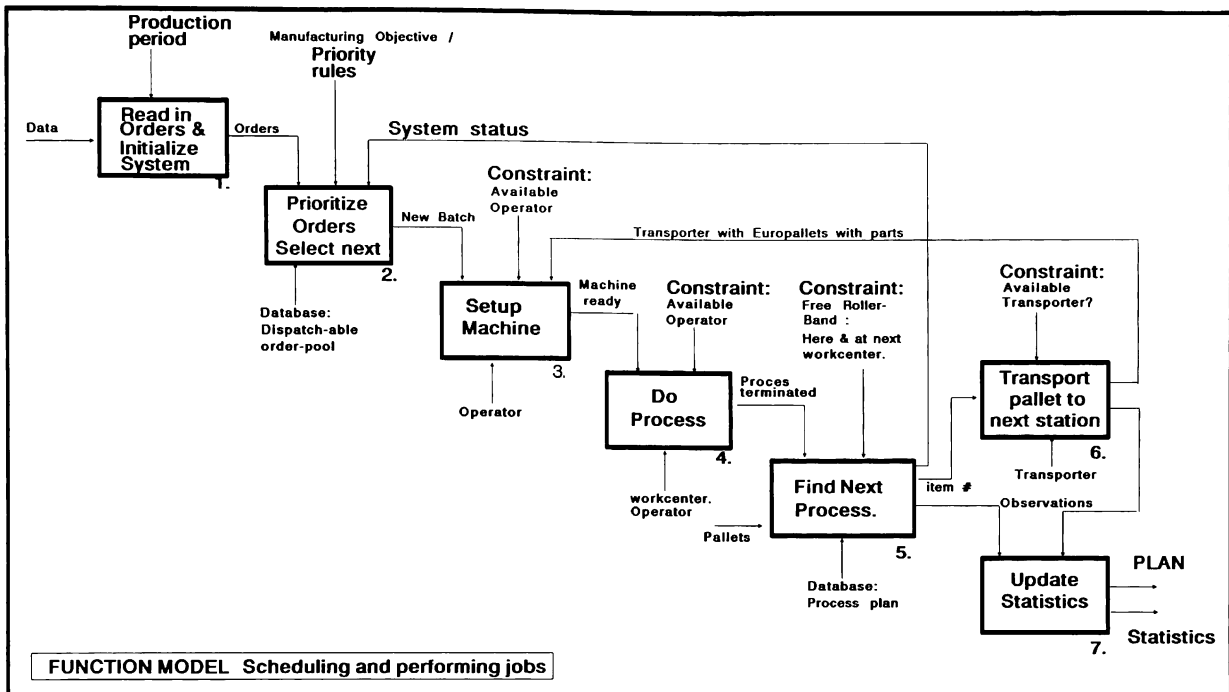 Production
period
Manufacturing Objective /
Priority
rules
Data
Read in
Orders &
Initialize
System
1.
Orders
System status
Prioritize
Orders
Select next
2.
New Batch
Constraint:
Available
Operator
Transporter with Europallets with parts
Database:
Dispatch-able
order-pool
Setup
Machine
3.
Machine
ready
Operator
Constraint:
Available
Operator
Constraint:
Free Roller-
Band :
Here & at next
workcenter.
Constraint:
Available
Transporter?
Do
Process
4.
Proces
terminated
workcenter.
Operator
Transport
pallet to
next station
6.
Transporter
Find Next
Process.
5.
item #
Observations
Pallets
Database:
Process plan
Update
Statistics
7.
PLAN
Statistics
FUNCTION MODEL Scheduling and performing jobs